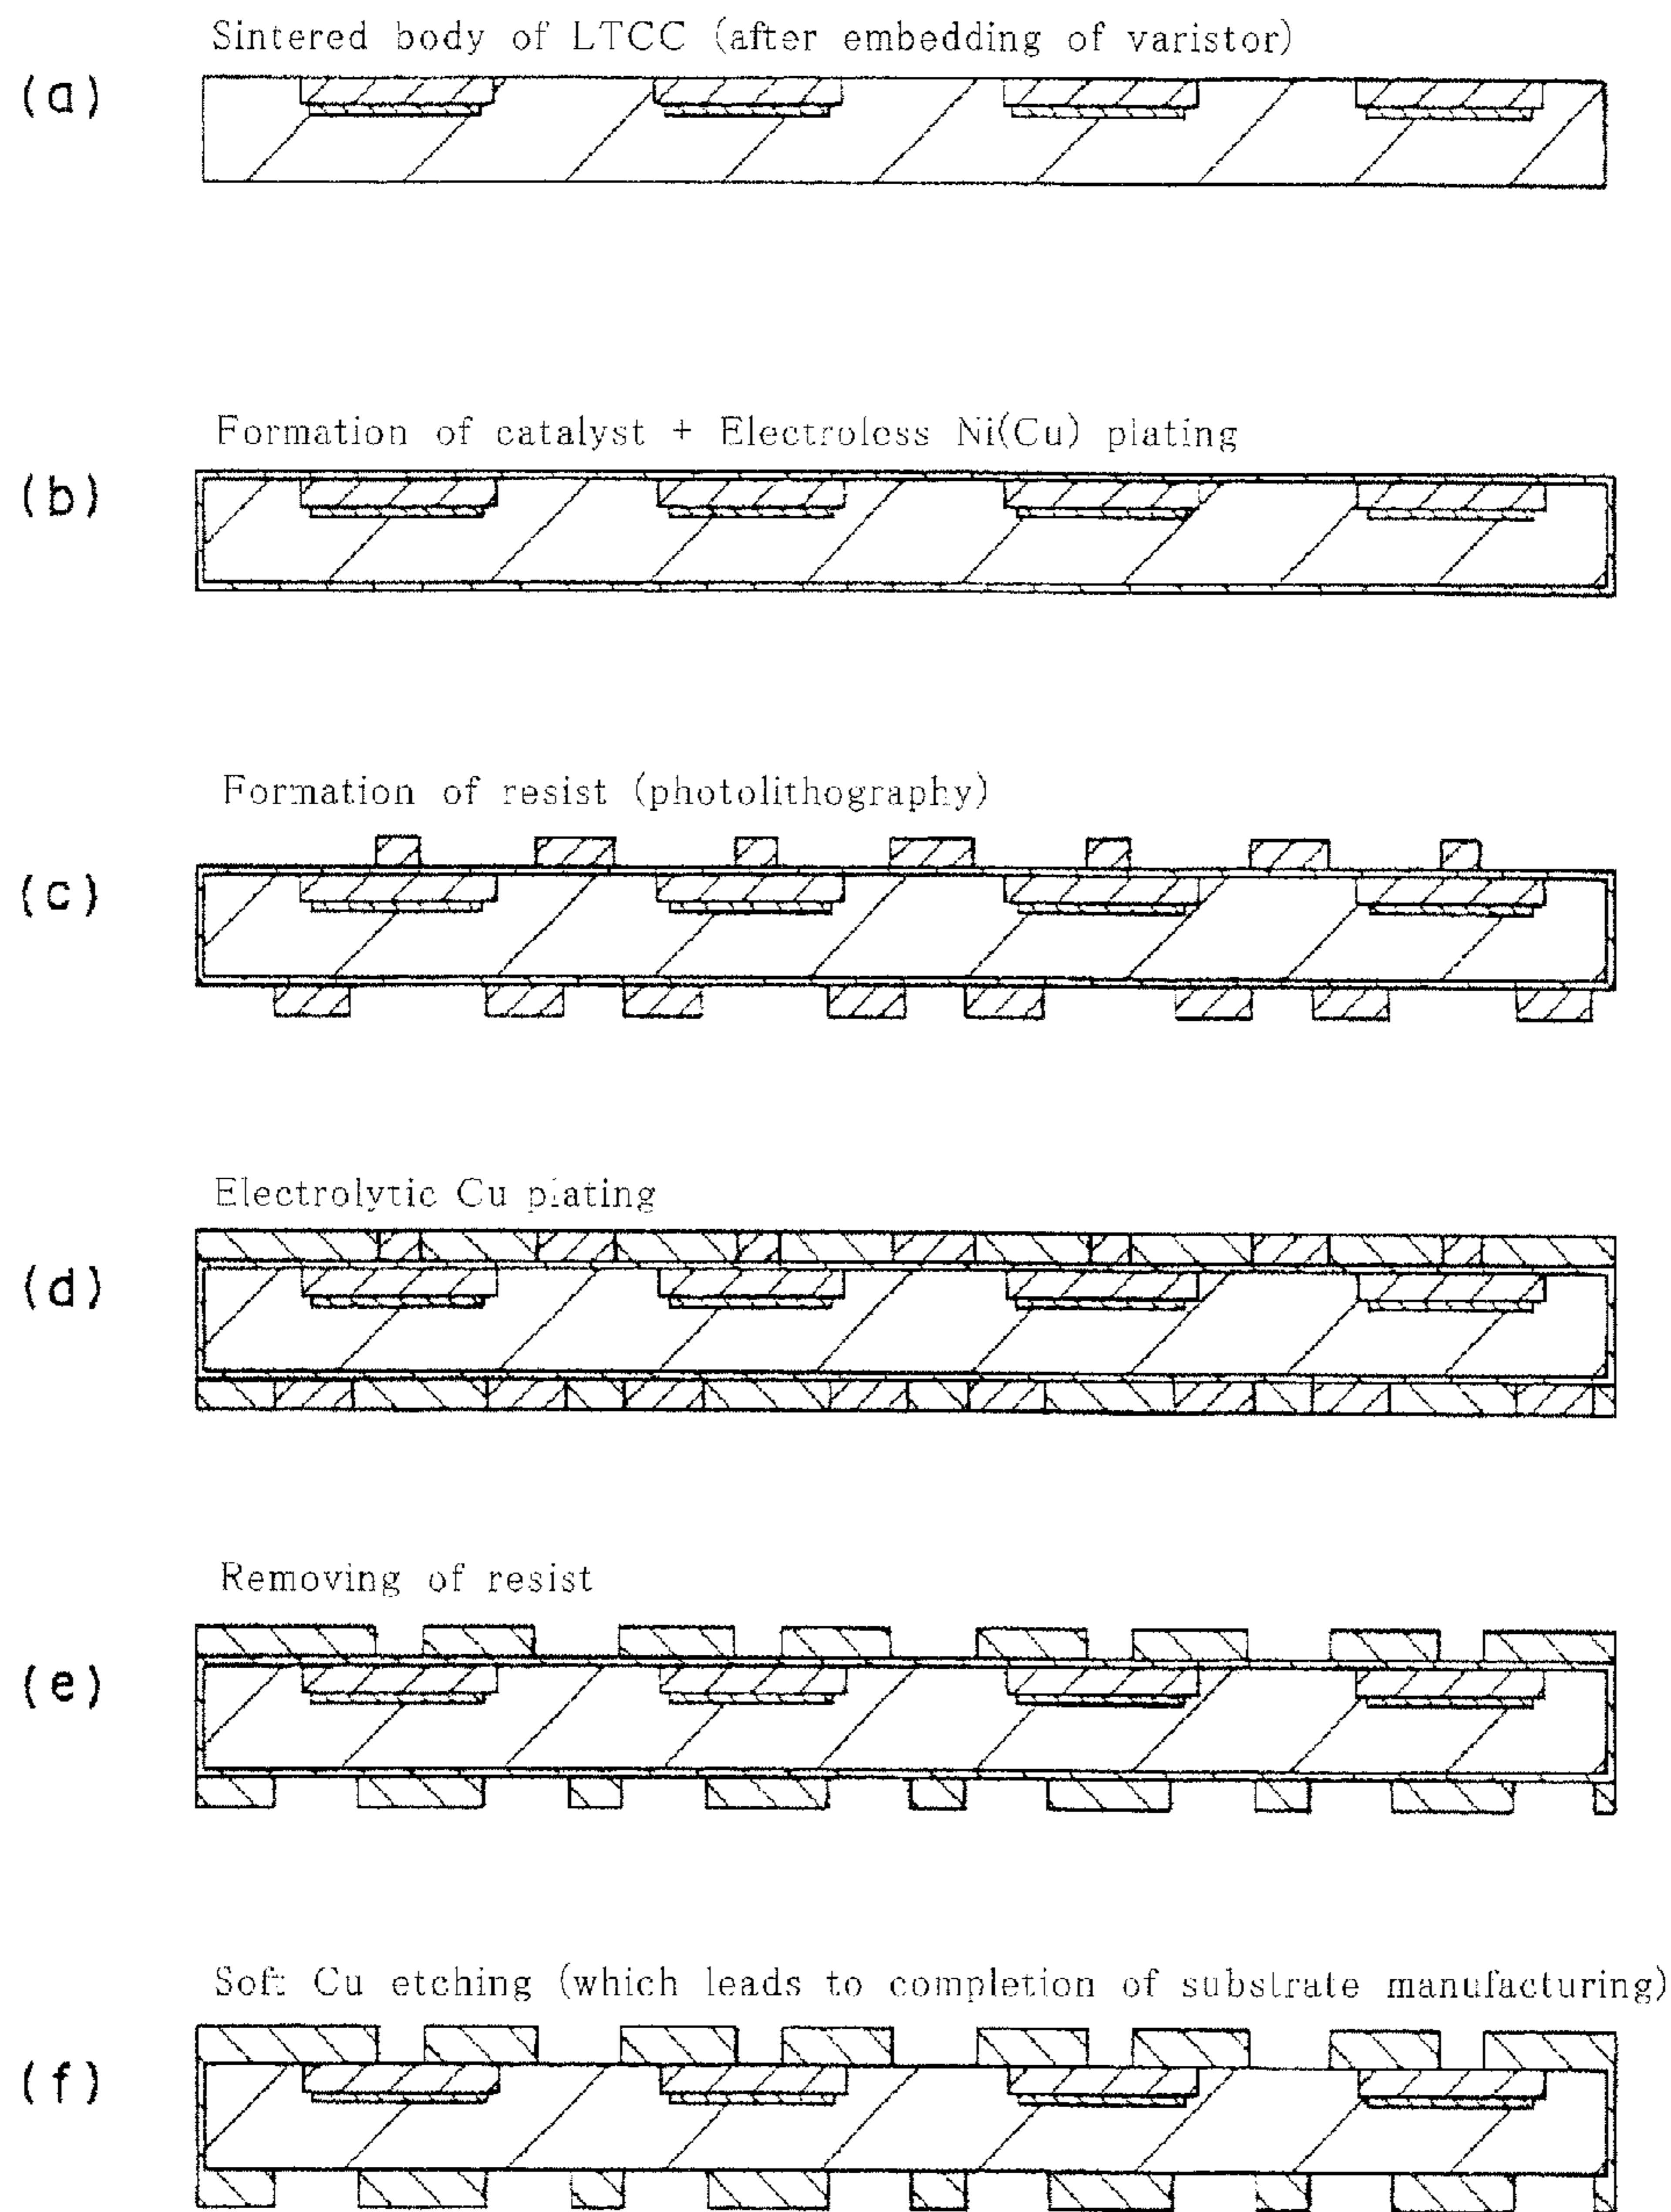 Sintered body of LTCC (after embedding of varistor)
(a)
Formation of catalyst + Electroless Ni(Cu) plating
(b)
Formation of resist (photolithography)
(c)
Electrolytic Cu plating
(d)
Removing of resist
(e)
Soft Cu etching (which leads to completion of substrate manufacturing)
(f)